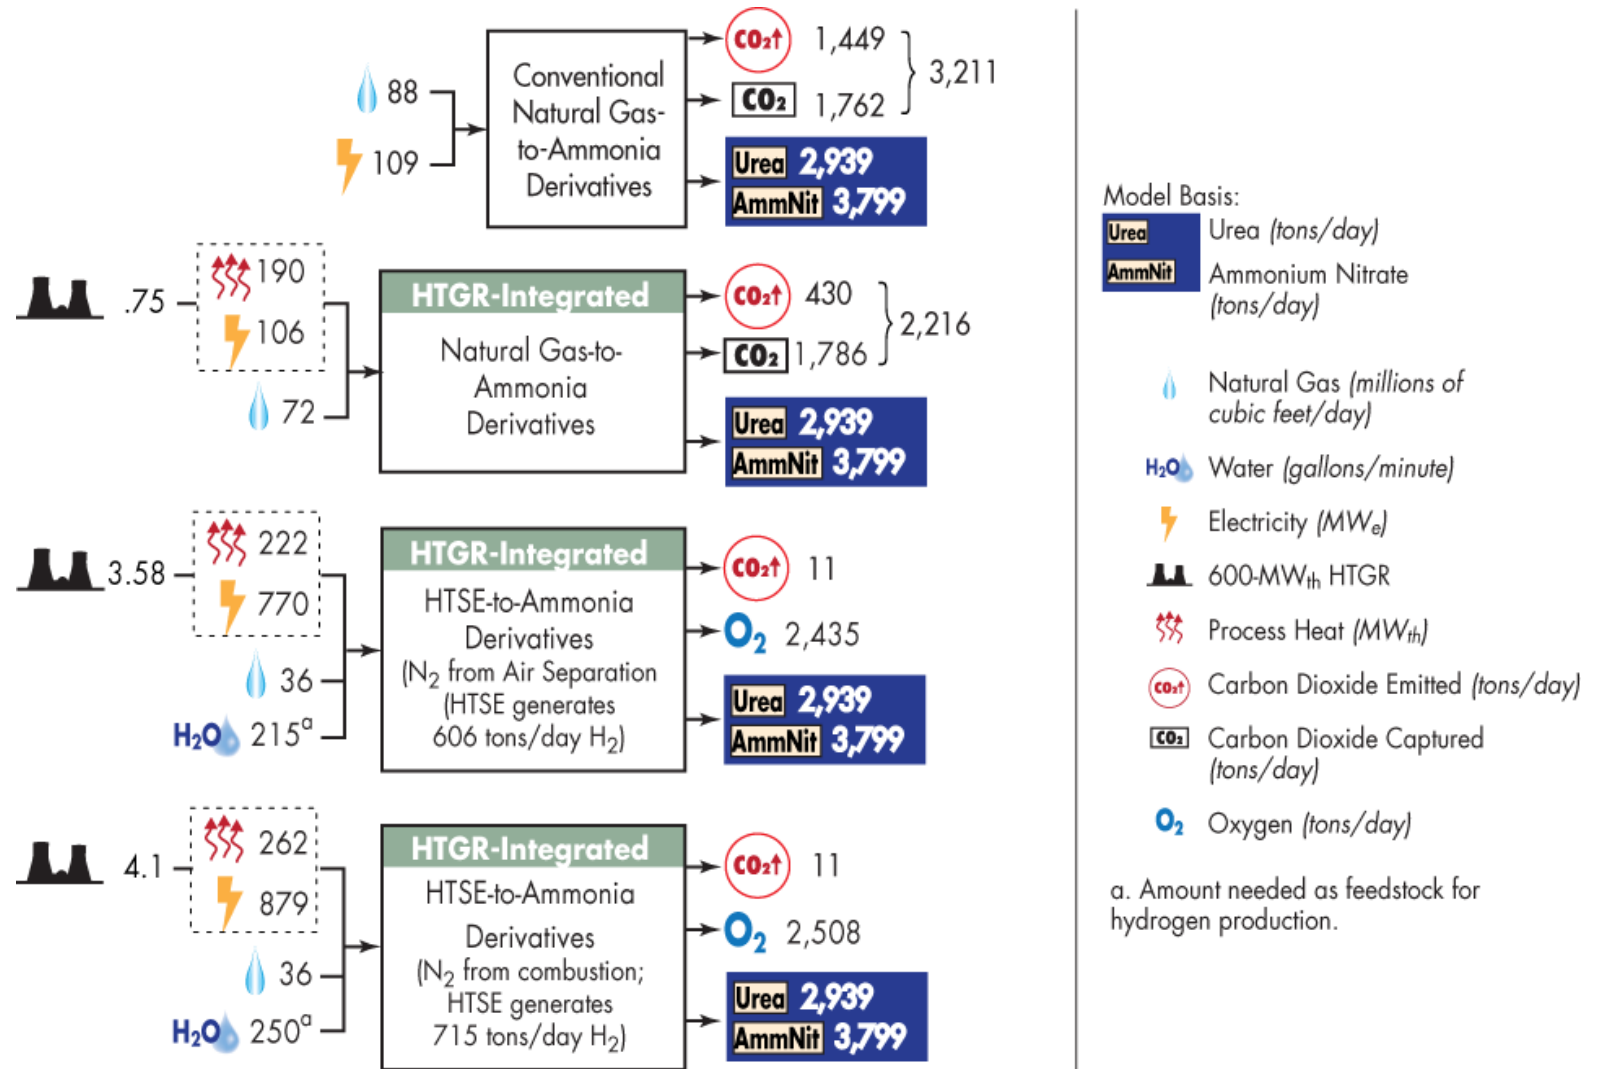 CO2↑ 1,449
88
Conventional
Natural Gas-
to-Ammonia
Derivatives
3,211
CO2 1,762
109
Urea 2,939
AmmNit 3,799
.75
190
106
72
HTGR-Integrated
Natural Gas-to-
Ammonia
Derivatives
CO2↑ 430
2,216
CO2 1,786
Urea 2,939
AmmNit 3,799
3.58
222
770
36
H2O 215a
HTGR-Integrated
HTSE-to-Ammonia
Derivatives
(N2 from Air Separation
(HTSE generates
606 tons/day H2)
CO2↑ 11
O2 2,435
Urea 2,939
AmmNit 3,799
4.1
262
879
36
H2O 250a
HTGR-Integrated
HTSE-to-Ammonia
Derivatives
(N2 from combustion;
HTSE generates
715 tons/day H2)
CO2↑ 11
O2 2,508
Urea 2,939
AmmNit 3,799
Model Basis:
Urea Urea (tons/day)
AmmNit Ammonium Nitrate
(tons/day)
Natural Gas (millions of
cubic feet/day)
H2O Water (gallons/minute)
Electricity (MWe)
600-MWth HTGR
Process Heat (MWth)
CO2↑ Carbon Dioxide Emitted (tons/day)
CO2 Carbon Dioxide Captured
(tons/day)
O2 Oxygen (tons/day)
a. Amount needed as feedstock for
hydrogen production.